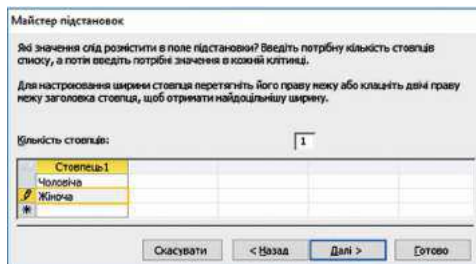 Майстер підстановок
Які значення слід розмістити в поле підстановки? Введіть потрібну кількість стовпців
списку, а потім введіть потрібні значення в кожній клітинці.
Для настроювання ширини стовпця перетягніть його праву межу або клацніть двічі праву
межу заголовка стовпця, щоб отримати найдоцільнішу ширину.
Кількість стовпців: 1
Стовпець1
Чоловіча
Жіноча
Скасувати < Назад Далі > Готово